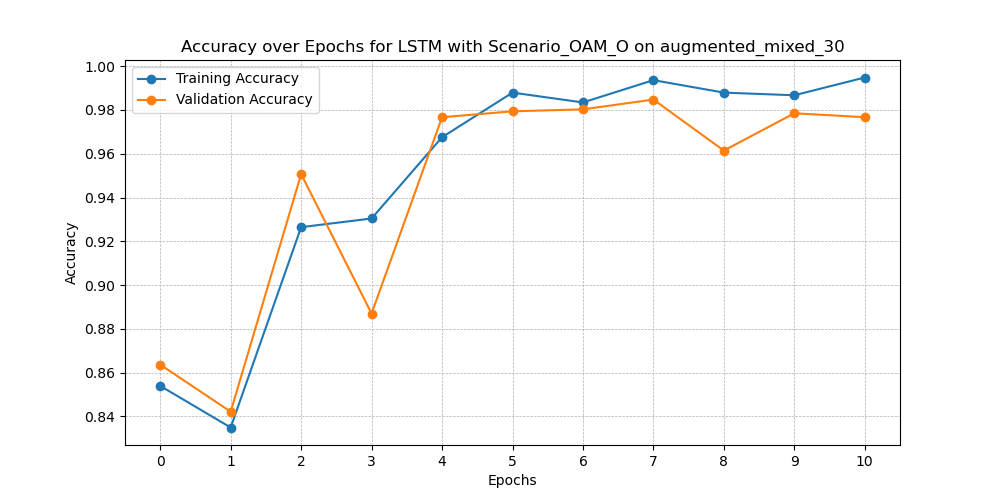 Accuracy over Epochs for LSTM with Scenario_OAM_O on augmented_mixed_30
Training Accuracy
Validation Accuracy
Accuracy
1.00
0.98
0.96
0.94
0.92
0.90
0.88
0.86
0.84
0 1 2 3 4 5 6 7 8 9 10
Epochs